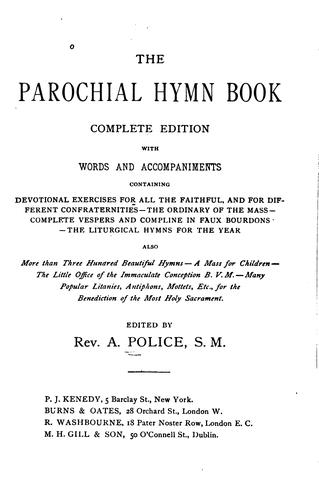 THE
PAROCHIAL HYMN BOOK
COMPLETE EDITION
WITH
WORDS AND ACCOMPANIMENTS
CONTAINING
DEVOTIONAL EXERCISES FOR ALL THE FAITHFUL, AND FOR DIF-
FERENT CONFRATERNITIES—THE ORDINARY OF THE MASS—
COMPLETE VESPERS AND COMPLINE IN FAUX BOURDONS
—THE LITURGICAL HYMNS FOR THE YEAR
ALSO
More than Three Hundred Beautiful Hymns—A Mass for Children—
The Little Office of the Immaculate Conception B. V. M.—Many
Popular Litanies, Antiphons, Mottets, Etc., for the
Benediction of the Most Holy Sacrament.
EDITED BY
Rev. A. POLICE, S. M.
P. J. KENEDY, 5 Barclay St., New York.
BURNS & OATES, 28 Orchard St., London W.
R. WASHBOURNE, 18 Pater Noster Row, London E. C.
M. H. GILL & SON, 50 O'Connell St., Dublin.